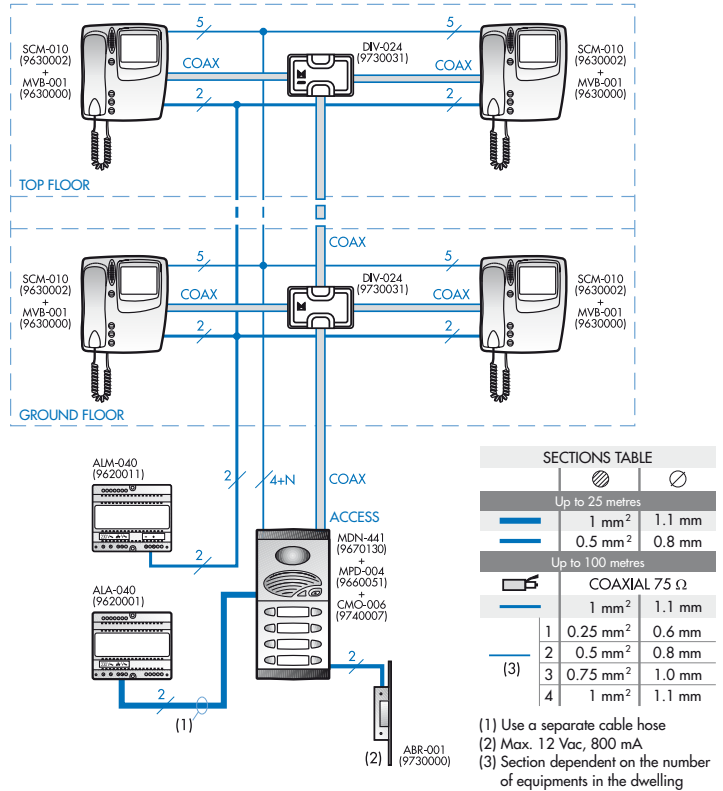 5
5
SCM-010
(9630002)
+
MVB-001
(9630000)
COAX
DIV-024
(9730031)
COAX
SCM-010
(9630002)
+
MVB-001
(9630000)
2
2
TOP FLOOR
COAX
5
5
SCM-010
(9630002)
+
MVB-001
(9630000)
COAX
DIV-024
(9730031)
COAX
SCM-010
(9630002)
+
MVB-001
(9630000)
2
2
GROUND FLOOR
ALM-040
(9620011)
2
4+N
COAX
ACCESS
2
MDN-441
(9670130)
+
MPD-004
(9660051)
+
CMO-006
(9740007)
ALA-040
(9620001)
2
(1)
2
(2)
ABR-001
(9730000)
SECTIONS TABLE
Up to 25 metres
1 mm² 1.1 mm
0.5 mm² 0.8 mm
Up to 100 metres
COAXIAL 75 Ω
1 mm² 1.1 mm
(3)
1 0.25 mm² 0.6 mm
2 0.5 mm² 0.8 mm
3 0.75 mm² 1.0 mm
4 1 mm² 1.1 mm
(1) Use a separate cable hose
(2) Max. 12 Vac, 800 mA
(3) Section dependent on the number
of equipments in the dwelling